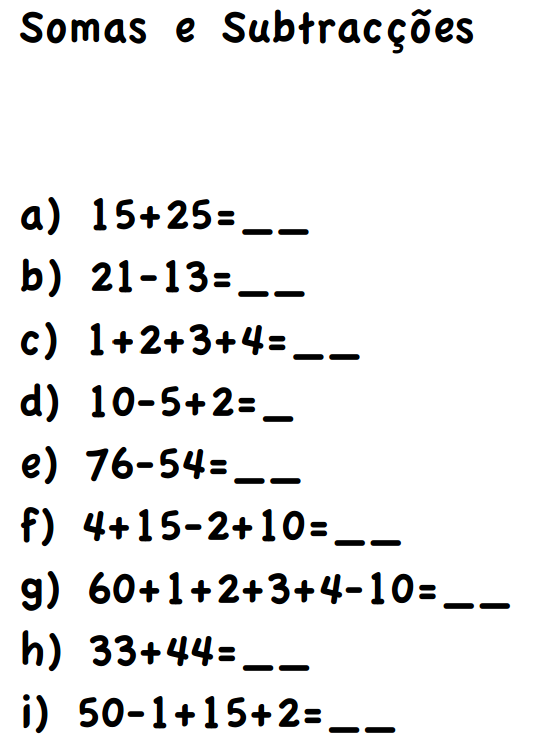 Somas e Subtracções
a) 15+25=__
b) 21-13=__
c) 1+2+3+4=__
d) 10-5+2=_
e) 76-54=__
f) 4+15-2+10=__
g) 60+1+2+3+4-10=__
h) 33+44=__
i) 50-1+15+2=__